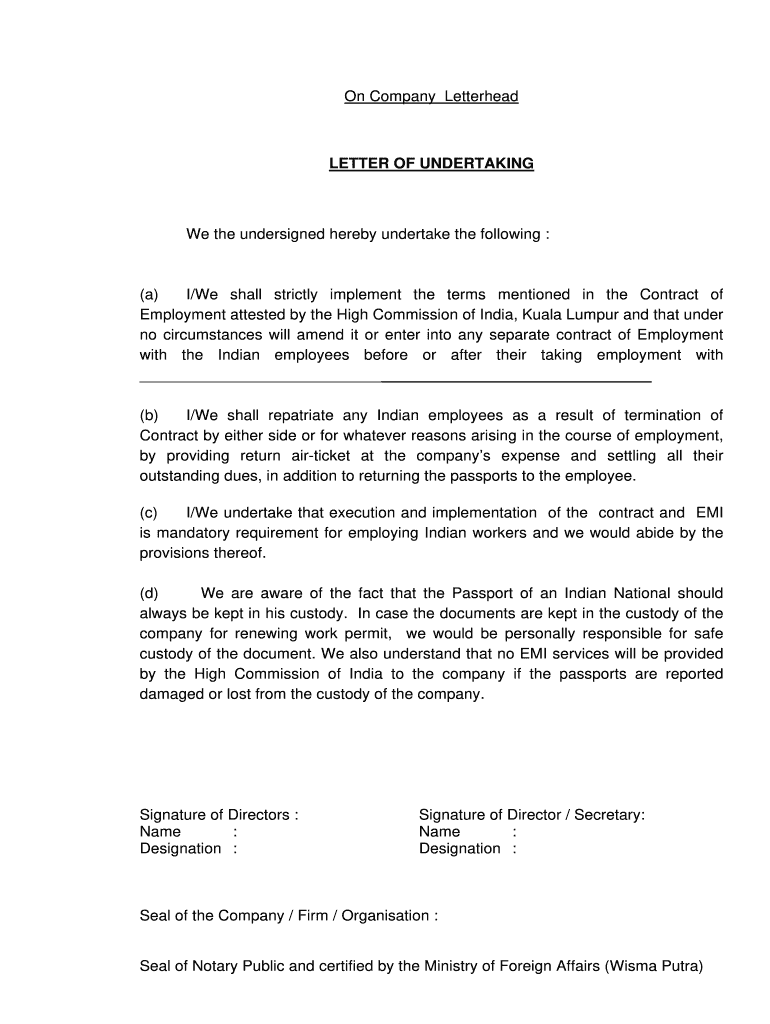 On Company Letterhead
LETTER OF UNDERTAKING
We the undersigned hereby undertake the following :
(a) I/We shall strictly implement the terms mentioned in the Contract of
Employment attested by the High Commission of India, Kuala Lumpur and that under
no circumstances will amend it or enter into any separate contract of Employment
with the Indian employees before or after their taking employment with
(b) I/We shall repatriate any Indian employees as a result of termination of
Contract by either side or for whatever reasons arising in the course of employment,
by providing return air-ticket at the company's expense and settling all their
outstanding dues, in addition to returning the passports to the employee.
(c) I/We undertake that execution and implementation of the contract and EMI
is mandatory requirement for employing Indian workers and we would abide by the
provisions thereof.
(d) We are aware of the fact that the Passport of an Indian National should
always be kept in his custody. In case the documents are kept in the custody of the
company for renewing work permit, we would be personally responsible for safe
custody of the document. We also understand that no EMI services will be provided
by the High Commission of India to the company if the passports are reported
damaged or lost from the custody of the company.
Signature of Directors : Signature of Director / Secretary:
Name : Name :
Designation : Designation :
Seal of the Company / Firm / Organisation :
Seal of Notary Public and certified by the Ministry of Foreign Affairs (Wisma Putra)